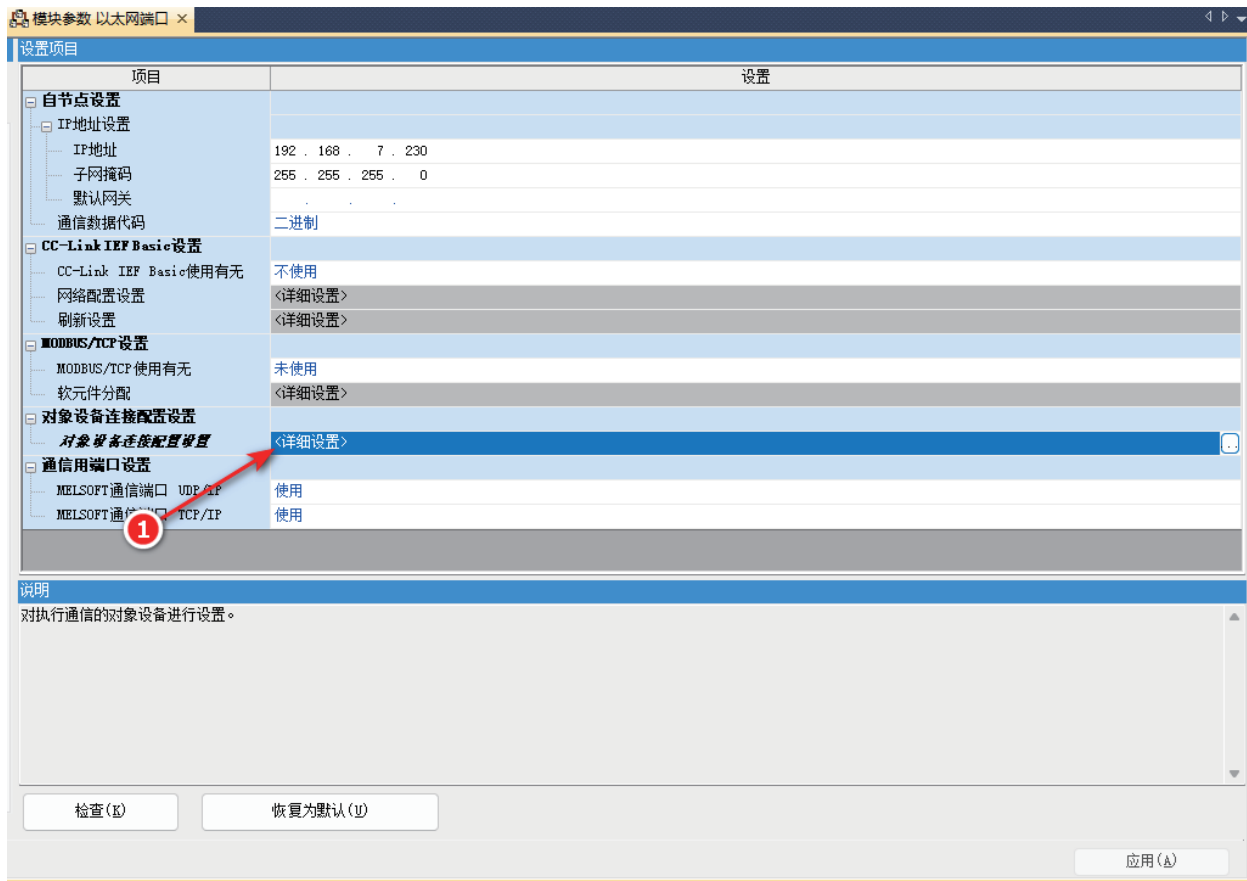 模块参数 以太网端口
设置项目
项目 设置
自节点设置
IP地址设置
IP地址 192 . 168 . 7 . 230
子网掩码 255 . 255 . 255 . 0
默认网关 . . .
通信数据代码 二进制
CC-Link IEF Basic设置
CC-Link IEF Basic使用有无 不使用
网络配置设置 <详细设置>
刷新设置 <详细设置>
MODBUS/TCP设置
MODBUS/TCP使用有无 未使用
软元件分配 <详细设置>
对象设备连接配置设置
对象设备连接配置设置 <详细设置> ..
通信用端口设置
MELSOFT通信端口 UDP/IP 使用
MELSOFT通信端口 TCP/IP 使用
1
说明
对执行通信的对象设备进行设置。
检查(K) 恢复为默认(U)
应用(A)